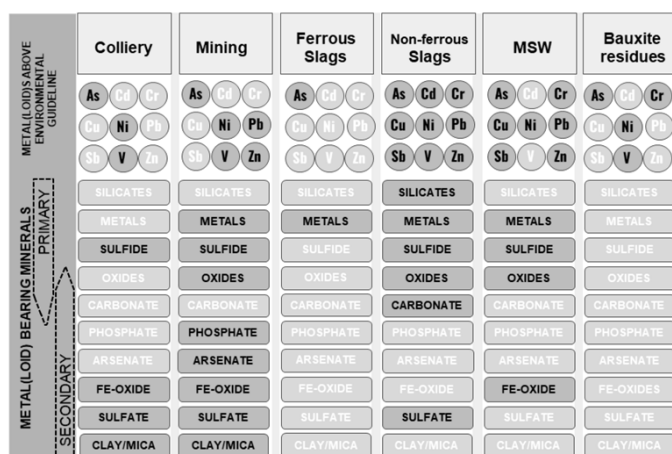 METAL(LOID)S ABOVE
ENVIRONMENTAL
GUIDELINE
METAL(LOID) BEARING MINERALS
PRIMARY
SECONDARY
Colliery
Mining
Ferrous
Slags
Non-ferrous
Slags
MSW
Bauxite
residues
As Cd Cr As Cd Cr As Cd Cr As Cd Cr As Cd Cr As Cd Cr
Cu Ni Pb Cu Ni Pb Cu Ni Pb Cu Ni Pb Cu Ni Pb Cu Ni Pb
Sb V Zn Sb V Zn Sb V Zn Sb V Zn Sb V Zn Sb V Zn
SILICATES SILICATES SILICATES SILICATES SILICATES SILICATES
METALS METALS METALS METALS METALS METALS
SULFIDE SULFIDE SULFIDE SULFIDE SULFIDE SULFIDE
OXIDES OXIDES OXIDES OXIDES OXIDES OXIDES
CARBONATE CARBONATE CARBONATE CARBONATE CARBONATE CARBONATE
PHOSPHATE PHOSPHATE PHOSPHATE PHOSPHATE PHOSPHATE PHOSPHATE
ARSENATE ARSENATE ARSENATE ARSENATE ARSENATE ARSENATE
FE-OXIDE FE-OXIDE FE-OXIDE FE-OXIDE FE-OXIDE FE-OXIDES
SULFATE SULFATE SULFATE SULFATE SULFATE SULFATE
CLAY/MICA CLAY/MICA CLAY/MICA CLAY/MICA CLAY/MICA CLAY/MICA